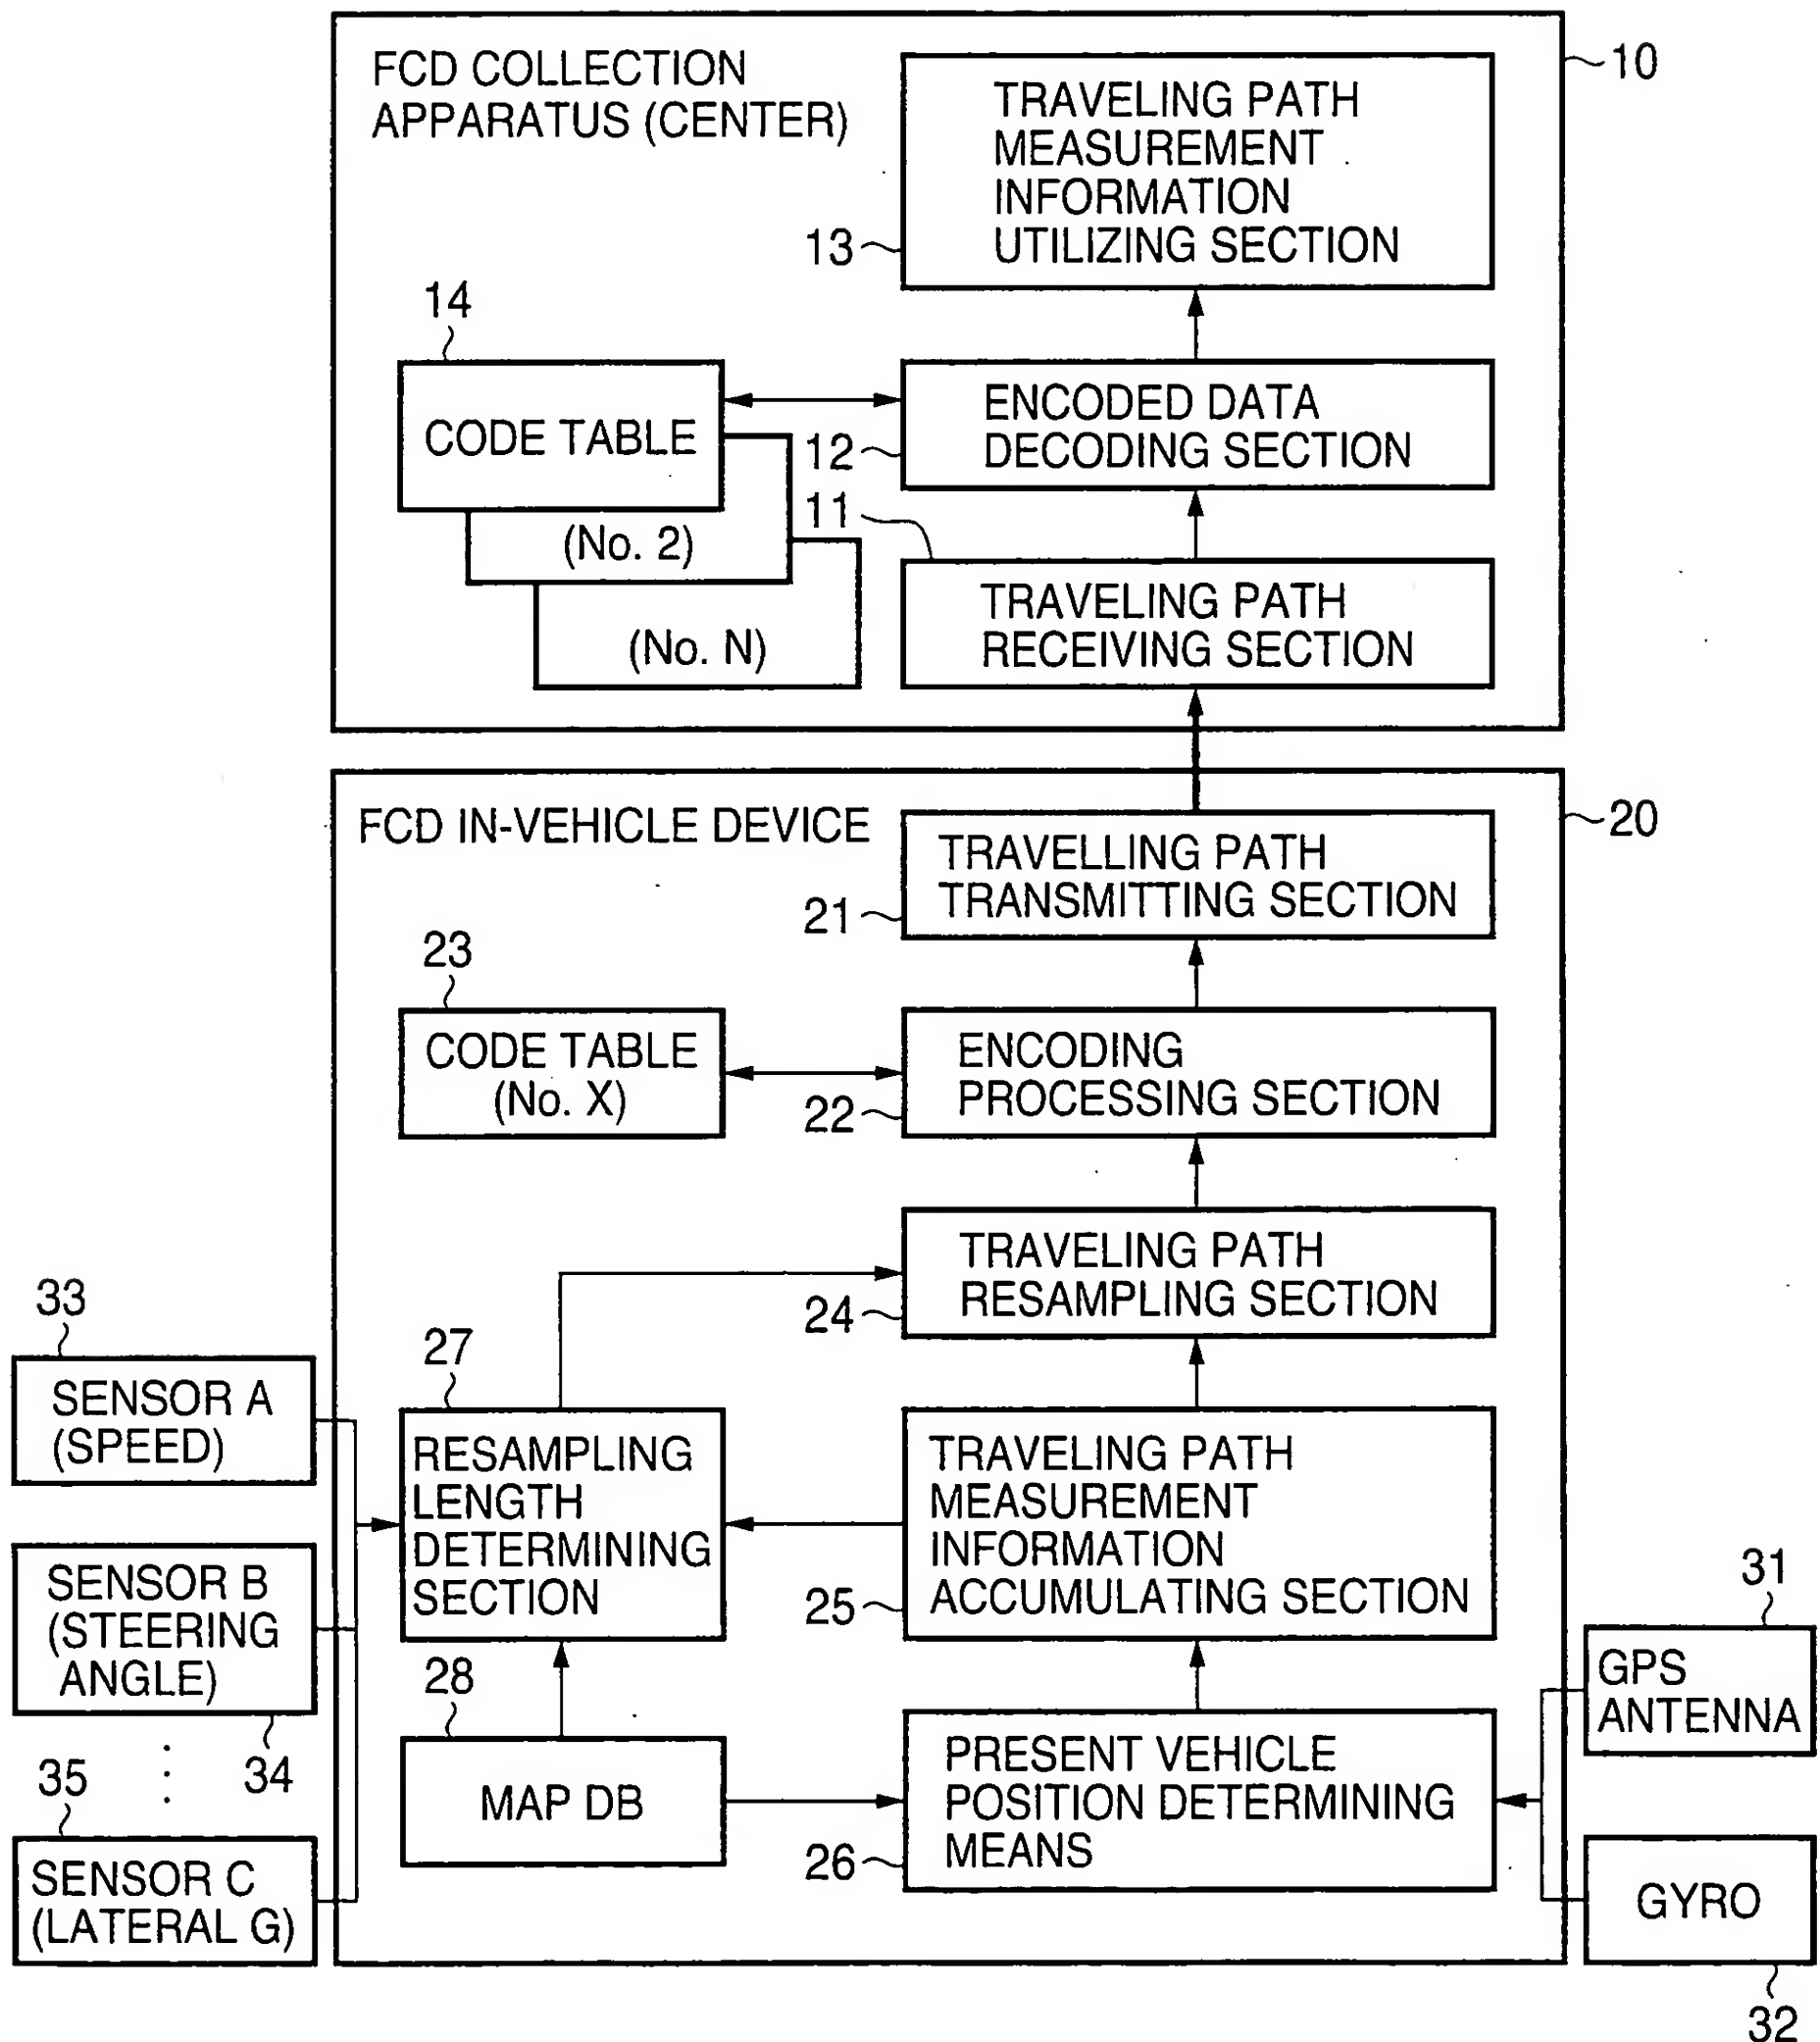 FCD COLLECTION
APPARATUS (CENTER)
10
TRAVELING PATH
MEASUREMENT
INFORMATION
UTILIZING SECTION
13
14
CODE TABLE
(No. 2)
(No. N)
ENCODED DATA
DECODING SECTION
12
11
TRAVELING PATH
RECEIVING SECTION
FCD IN-VEHICLE DEVICE
20
TRAVELLING PATH
TRANSMITTING SECTION
21
23
CODE TABLE
(No. X)
ENCODING
PROCESSING SECTION
22
TRAVELING PATH
RESAMPLING SECTION
24
33
SENSOR A
(SPEED)
27
RESAMPLING
LENGTH
DETERMINING
SECTION
TRAVELING PATH
MEASUREMENT
INFORMATION
ACCUMULATING SECTION
25
SENSOR B
(STEERING
ANGLE)
34
31
GPS
ANTENNA
28
MAP DB
PRESENT VEHICLE
POSITION DETERMINING
MEANS
26
35
SENSOR C
(LATERAL G)
GYRO
32